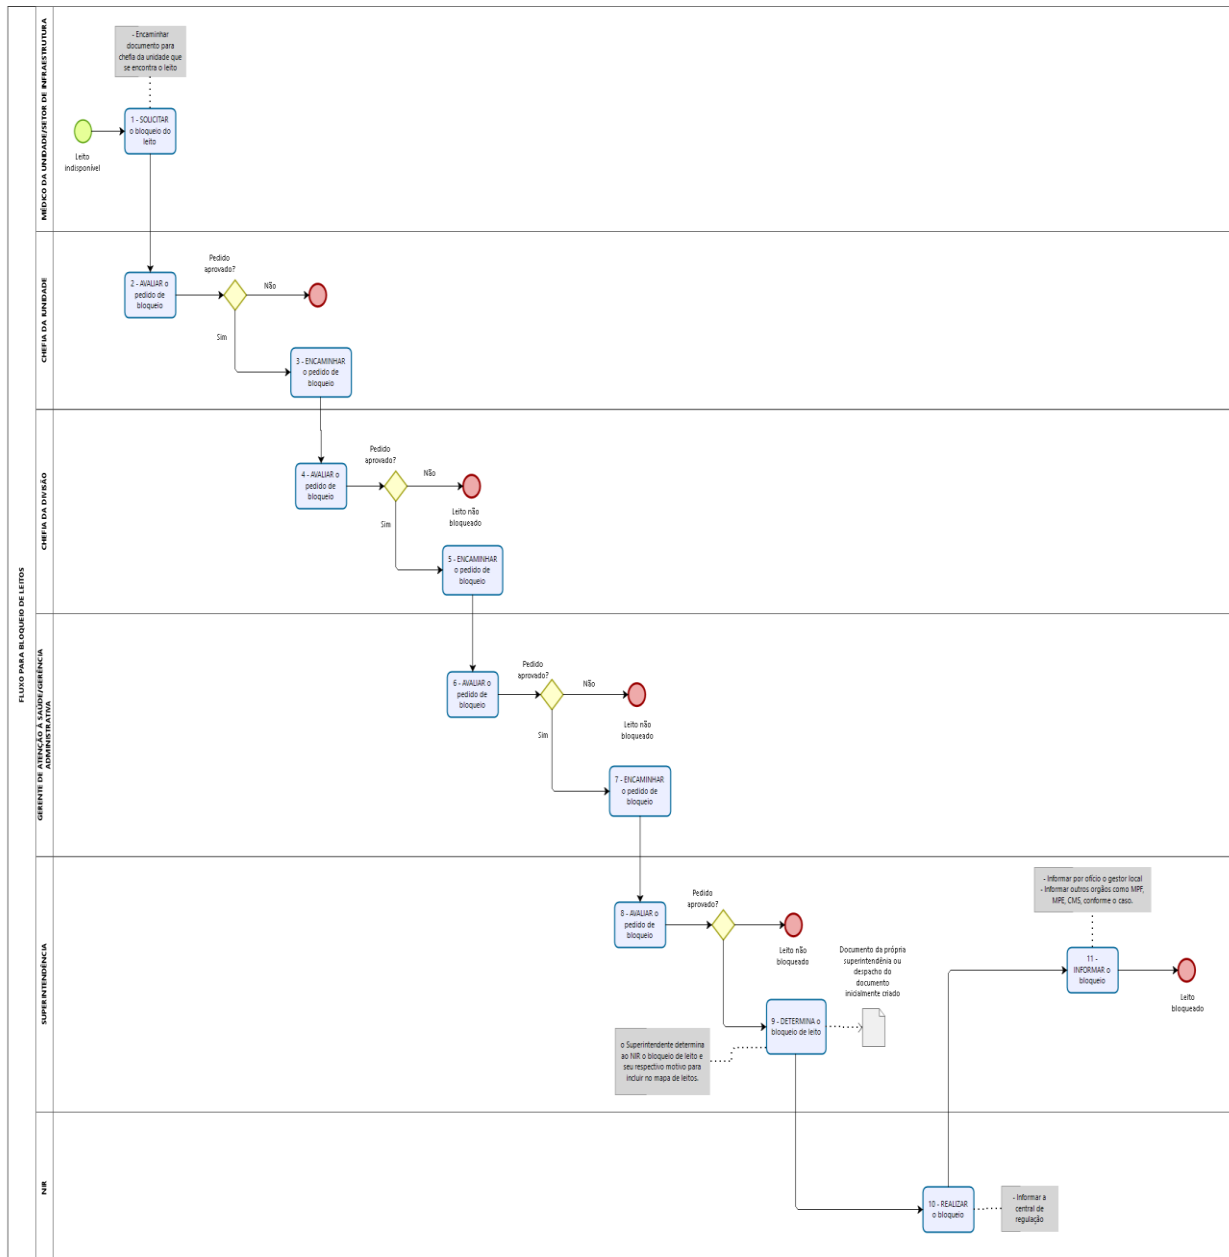 FLUXO PARA BLOQUEIO DE LEITOS
MÉDICO DA UNIDADE/SETOR DE INFRAESTRUTURA
- Encaminhar
documento para
chefia da unidade que
se encontra o leito
Leito
indisponível
1 - SOLICITAR
o bloqueio do
leito
CHEFIA DA IUNIDADE
2 - AVALIAR o
pedido de
bloqueio
Pedido
aprovado?
Não
Sim
3 - ENCAMINHAR
o pedido de
bloqueio
CHEFIA DA DIVISÃO
4 - AVALIAR o
pedido de
bloqueio
Pedido
aprovado?
Não
Leito não
bloqueado
Sim
5 - ENCAMINHAR
o pedido de
bloqueio
GERENTE DE ATENÇÃO À SAÚDE/GERÊNCIA
ADMINISTRATIVA
6 - AVALIAR o
pedido de
bloqueio
Pedido
aprovado?
Não
Leito não
bloqueado
Sim
7 - ENCAMINHAR
o pedido de
bloqueio
SUPERINTENDÊNCIA
8 - AVALIAR o
pedido de
bloqueio
Pedido
aprovado?
Leito não
bloqueado
Documento da própria
superintendênia ou
despacho do
documento
inicialmente criado
9 - DETERMINA o
bloqueio de leito
o Superintendente determina
ao NIR o bloqueio de leito e
seu respectivo motivo para
incluir no mapa de leitos.
- Informar por ofício o gestor local
- Informar outros orgãos como MPF,
MPE, CMS, conforme o caso.
11 -
INFORMAR o
bloqueio
Leito
bloqueado
NIR
10 - REALIZAR
o bloqueio
- Informar a
central de
regulação